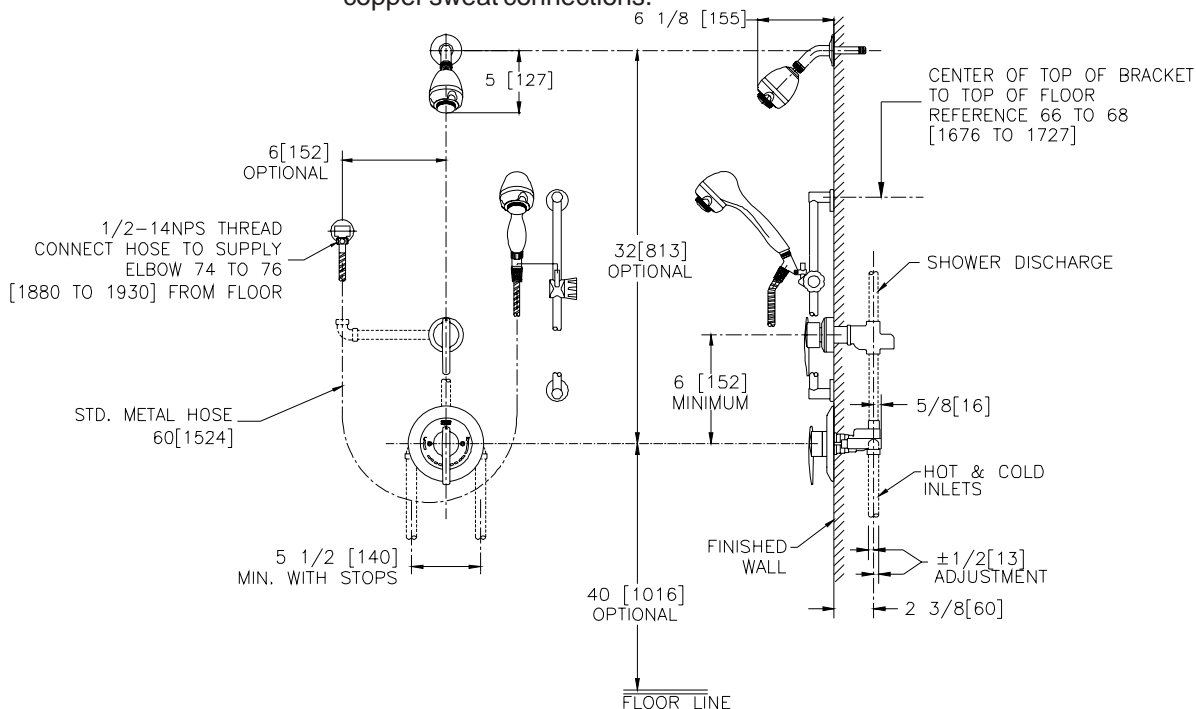 copper sweat connections.
6 1/8 [155]
5 [127]
CENTER OF TOP OF BRACKET
TO TOP OF FLOOR
REFERENCE 66 TO 68
[1676 TO 1727]
6[152]
OPTIONAL
1/2-14NPS THREAD
CONNECT HOSE TO SUPPLY
ELBOW 74 TO 76
[1880 TO 1930] FROM FLOOR
32[813]
OPTIONAL
SHOWER DISCHARGE
6 [152]
MINIMUM
STD. METAL HOSE
60[1524]
5/8[16]
HOT & COLD
INLETS
FINISHED
WALL
5 1/2 [140]
MIN. WITH STOPS
±1/2[13]
ADJUSTMENT
40 [1016]
OPTIONAL
2 3/8[60]
FLOOR LINE